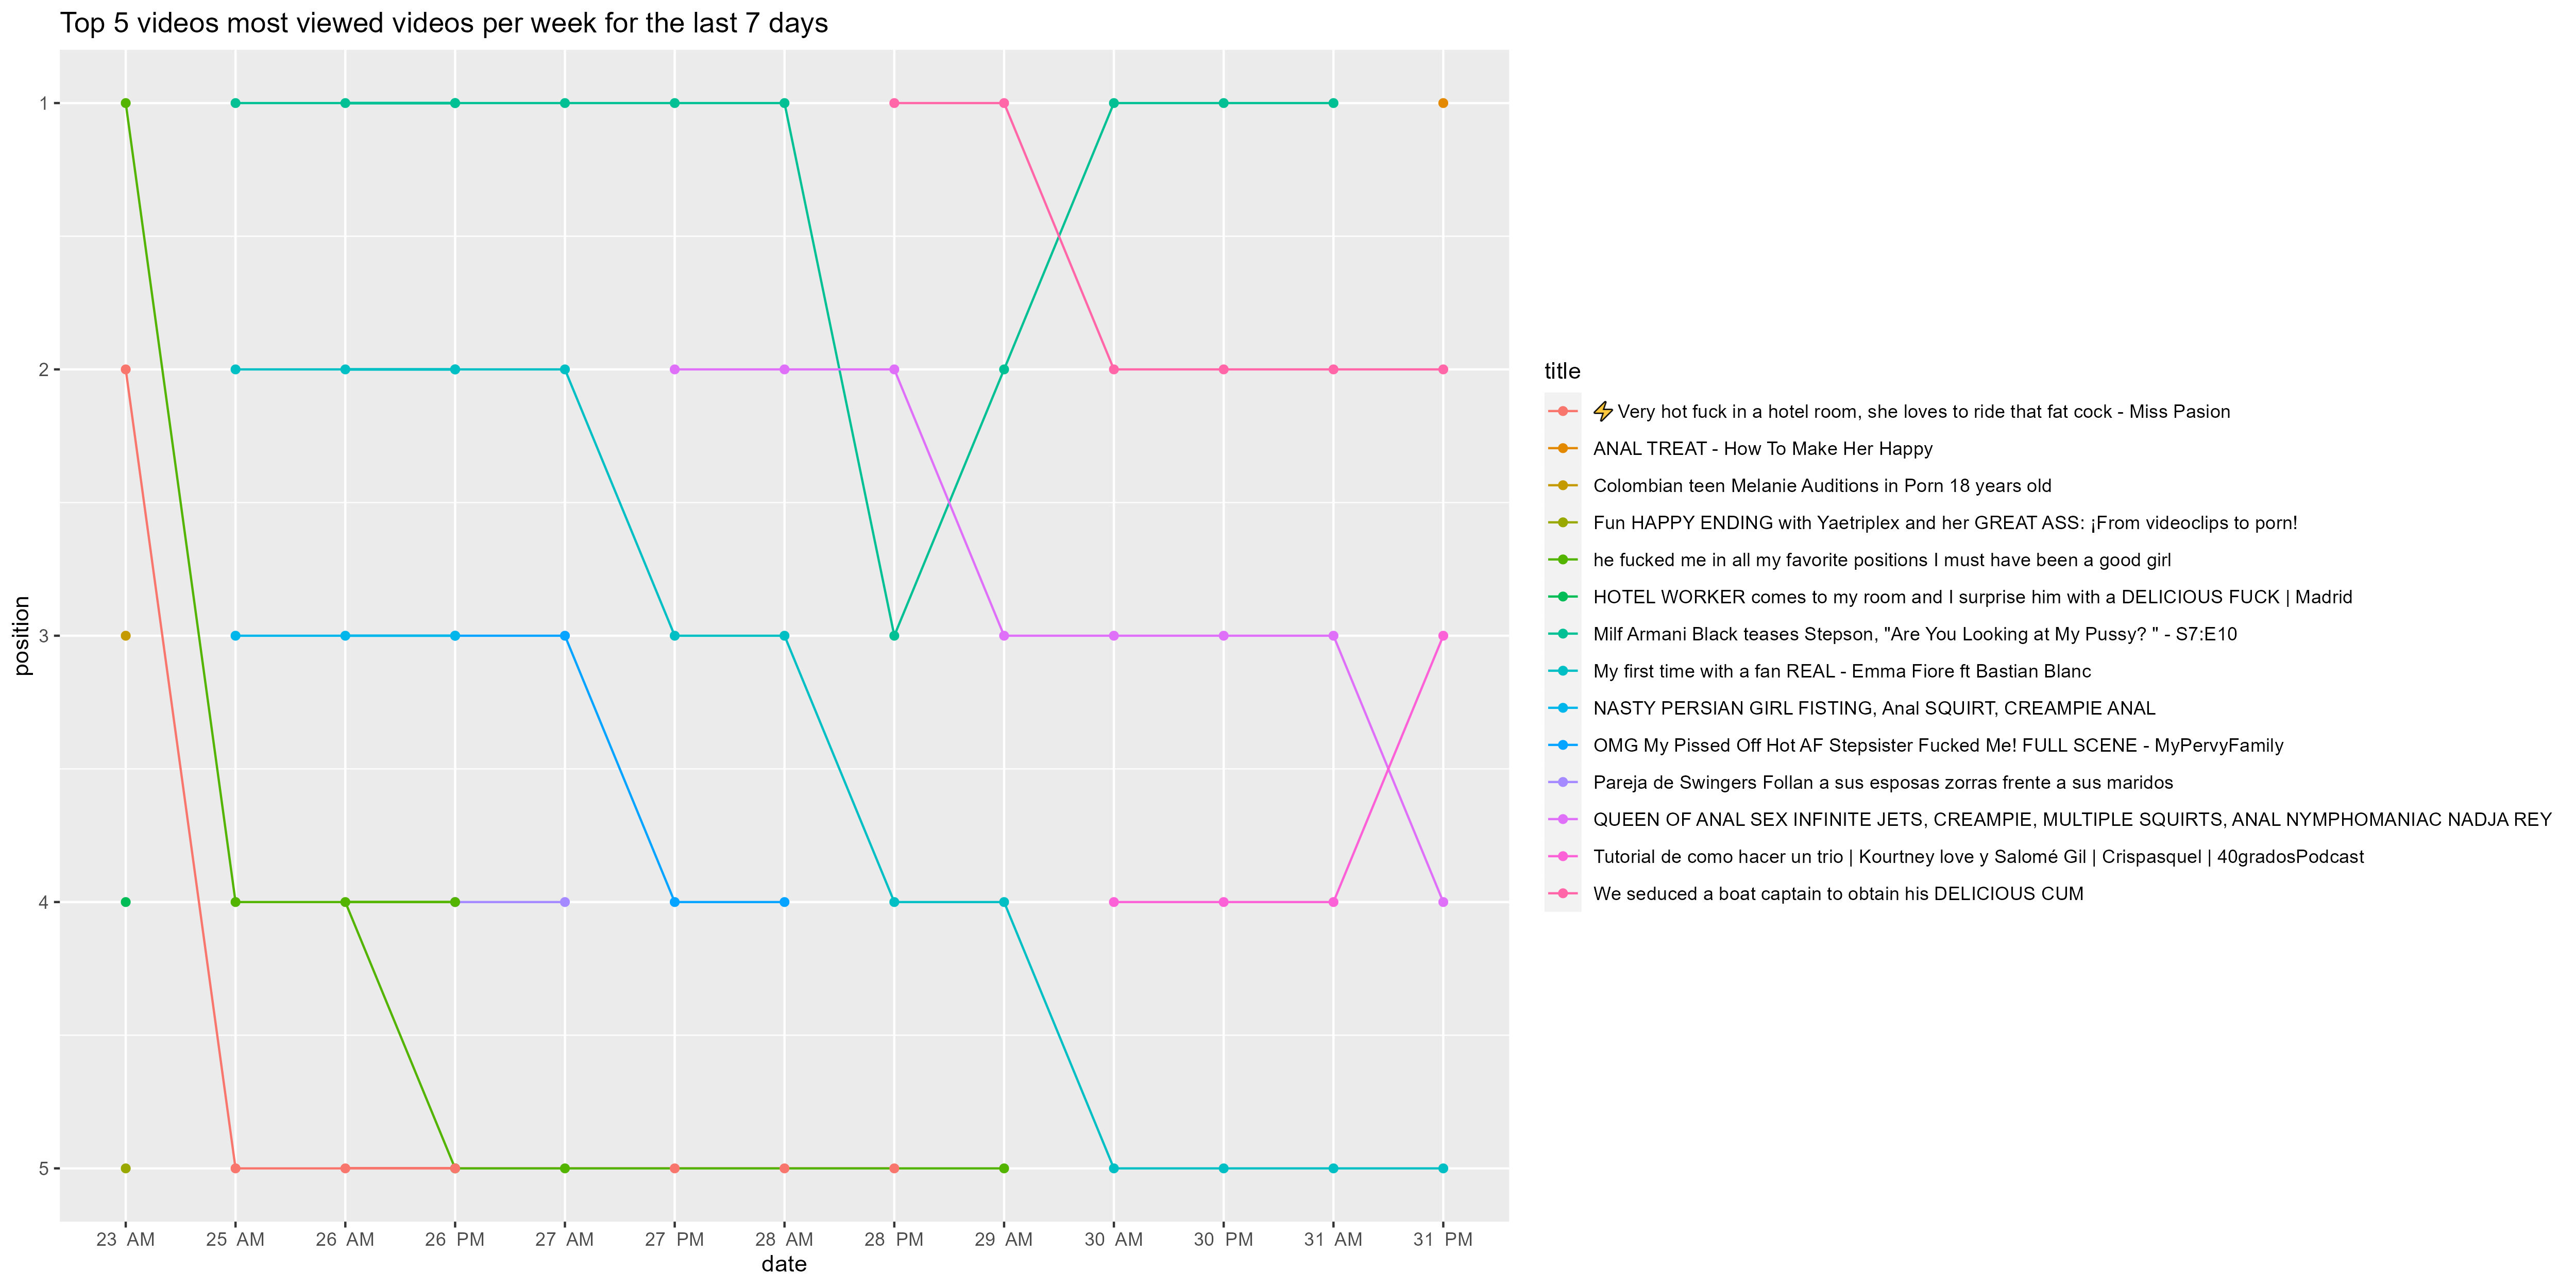 Top 5 videos most viewed videos per week for the last 7 days
1
2
3
4
5
position
23 AM
25 AM
26 AM
26 PM
27 AM
27 PM
28 AM
28 PM
29 AM
30 AM
30 PM
31 AM
31 PM
date
title
⚡ Very hot fuck in a hotel room, she loves to ride that fat cock - Miss Pasion
ANAL TREAT - How To Make Her Happy
Colombian teen Melanie Auditions in Porn 18 years old
Fun HAPPY ENDING with Yaetriplex and her GREAT ASS: ¡From videoclips to porn!
he fucked me in all my favorite positions I must have been a good girl
HOTEL WORKER comes to my room and I surprise him with a DELICIOUS FUCK | Madrid
Milf Armani Black teases Stepson, "Are You Looking at My Pussy? " - S7:E10
My first time with a fan REAL - Emma Fiore ft Bastian Blanc
NASTY PERSIAN GIRL FISTING, Anal SQUIRT, CREAMPIE ANAL
OMG My Pissed Off Hot AF Stepsister Fucked Me! FULL SCENE - MyPervyFamily
Pareja de Swingers Follan a sus esposas zorras frente a sus maridos
QUEEN OF ANAL SEX INFINITE JETS, CREAMPIE, MULTIPLE SQUIRTS, ANAL NYMPHOMANIAC NADJA REY
Tutorial de como hacer un trio | Kourtney love y Salomé Gil | Crispasquel | 40gradosPodcast
We seduced a boat captain to obtain his DELICIOUS CUM